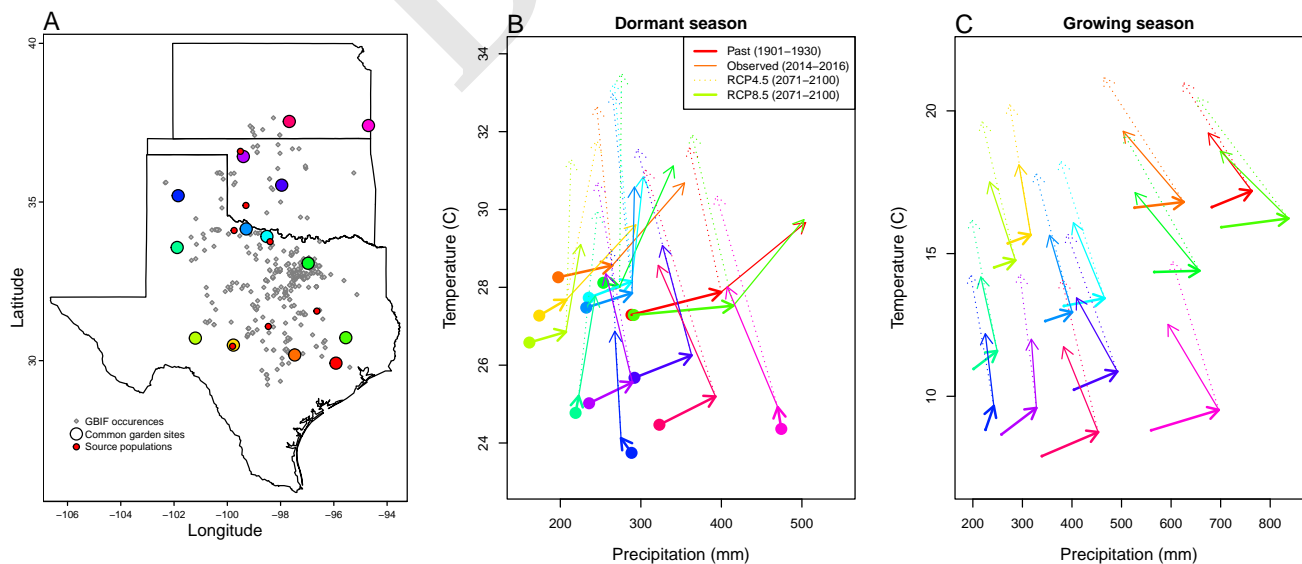 A
Latitude
40
35
30
GBIF occurences
Common garden sites
Source populations
−106 −104 −102 −100 −98 −96 −94
Longitude
B
Dormant season
Temperature (C)
34
32
30
28
26
24
Past (1901−1930)
Observed (2014−2016)
RCP4.5 (2071−2100)
RCP8.5 (2071−2100)
200 300 400 500
Precipitation (mm)
C
Growing season
Temperature (C)
20
15
10
200 300 400 500 600 700 800
Precipitation (mm)